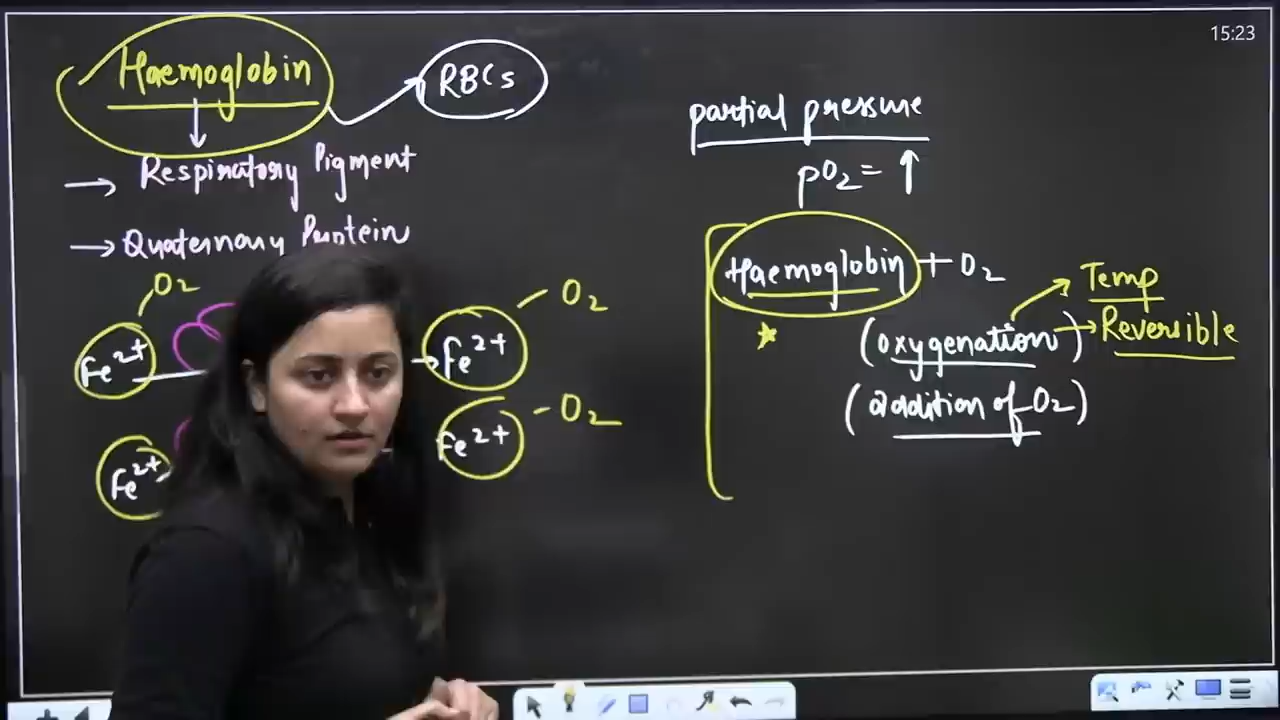 15:23
Haemoglobin
RBCs
Respiratory Pigment
Quaternary Protein
O2
Fe2+
Fe2+
O2
Fe2+
O2
Fe2+
partial pressure
pO2 = ↑
Haemoglobin + O2
(oxygenation)
Temp
Reversible
(addition of O2)